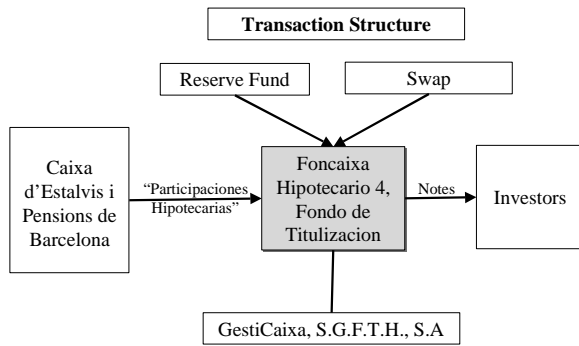 Transaction Structure
Reserve Fund
Swap
Caixa
d'Estalvis i
Pensions de
Barcelona
“Participaciones
Hipotecarias”
Foncaixa
Hipotecario 4,
Fondo de
Titulizacion
Notes
Investors
GestiCaixa, S.G.F.T.H., S.A